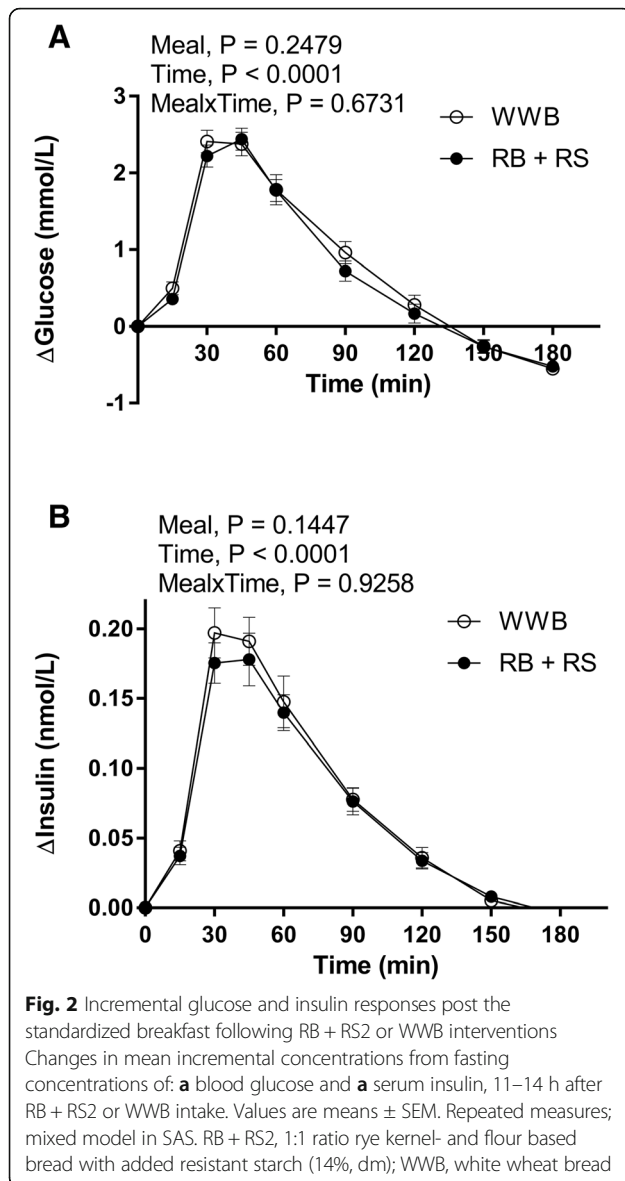 A
Meal, P = 0.2479
Time, P < 0.0001
MealxTime, P = 0.6731
WWB
RB + RS
ΔGlucose (mmol/L)
3
2
1
0
-1
30 60 90 120 150 180
Time (min)
B
Meal, P = 0.1447
Time, P < 0.0001
MealxTime, P = 0.9258
WWB
RB + RS
ΔInsulin (nmol/L)
0.20
0.15
0.10
0.05
0.00
0 30 60 90 120 150 180
Time (min)
Fig. 2 Incremental glucose and insulin responses post the
standardized breakfast following RB + RS2 or WWB interventions
Changes in mean incremental concentrations from fasting
concentrations of: a blood glucose and a serum insulin, 11–14 h after
RB + RS2 or WWB intake. Values are means ± SEM. Repeated measures;
mixed model in SAS. RB + RS2, 1:1 ratio rye kernel- and flour based
bread with added resistant starch (14%, dm); WWB, white wheat bread